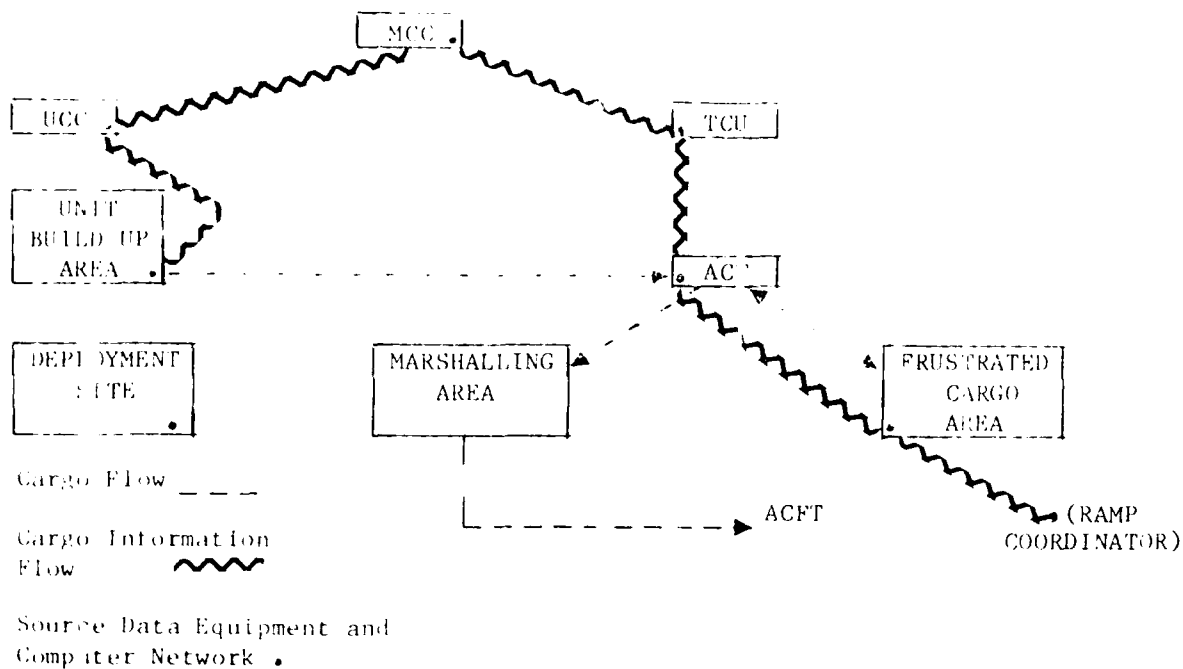 MCC
UCC
TCU
UNIT
BUILD UP
AREA
DEPLOYMENT
SITE
MARSHALLING
AREA
FRUSTRATED
CARGO
AREA
Cargo Flow
ACFT
(RAMP
COORDINATOR)
Cargo Information
Flow
Source Data Equipment and
Computer Network .